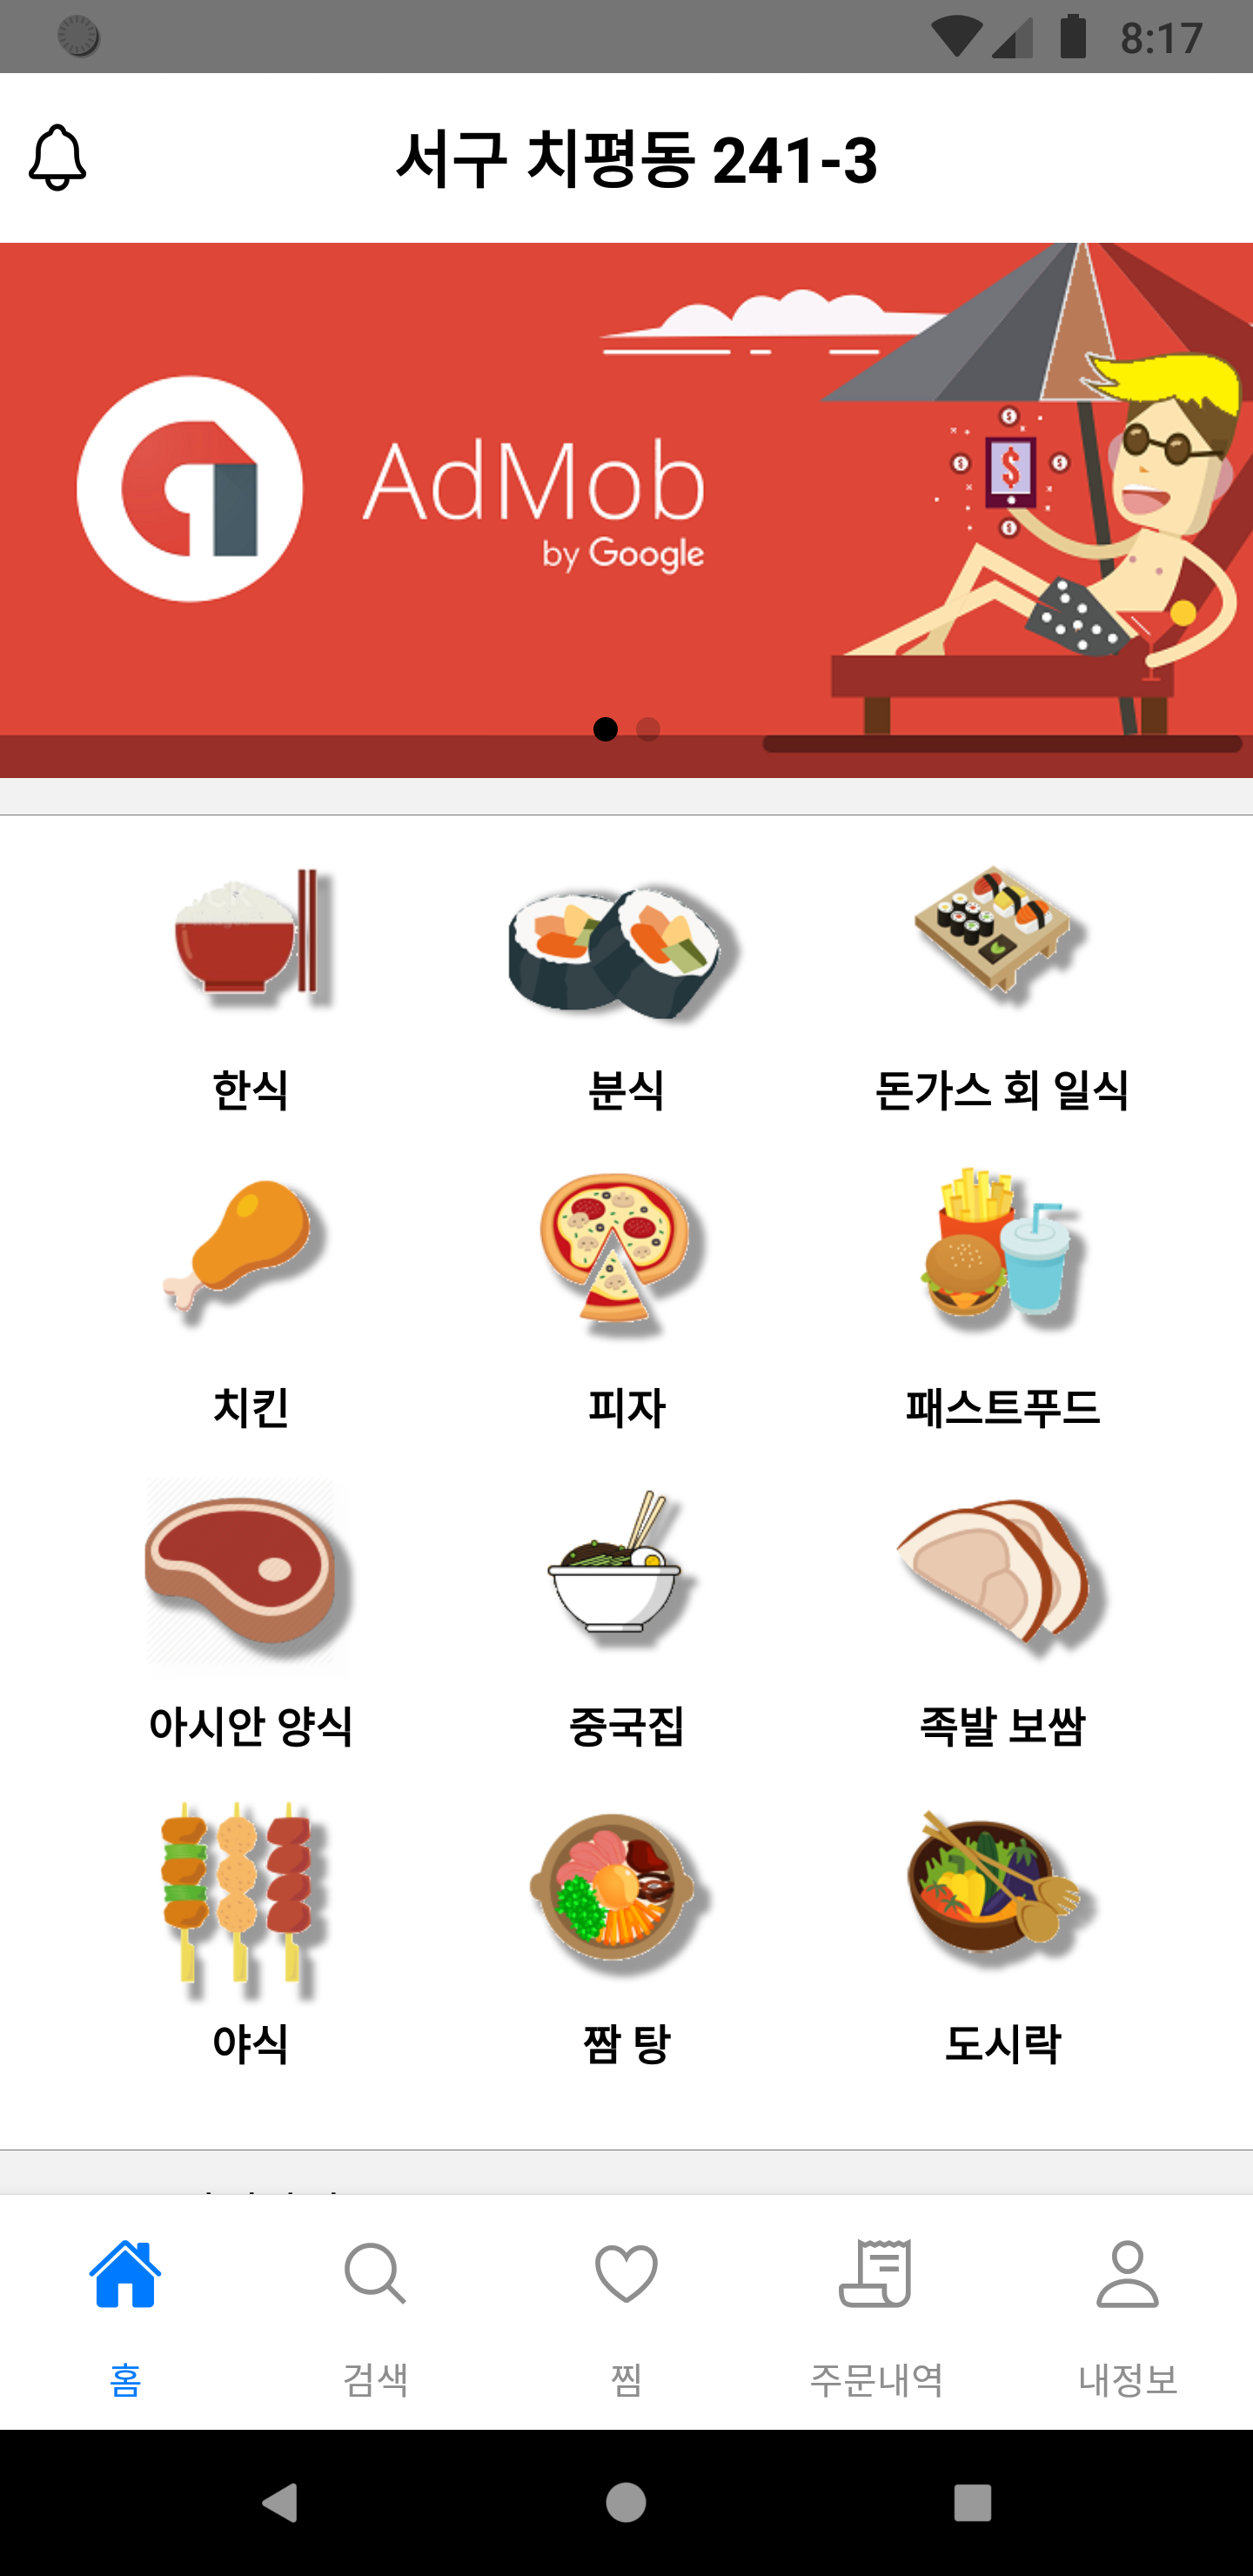 8:17
서구 치평동 241-3
AdMob
by Google
한식
분식
돈가스 회 일식
치킨
피자
패스트푸드
아시안 양식
중국집
족발 보쌈
야식
짬 탕
도시락
홈
검색
찜
주문내역
내정보